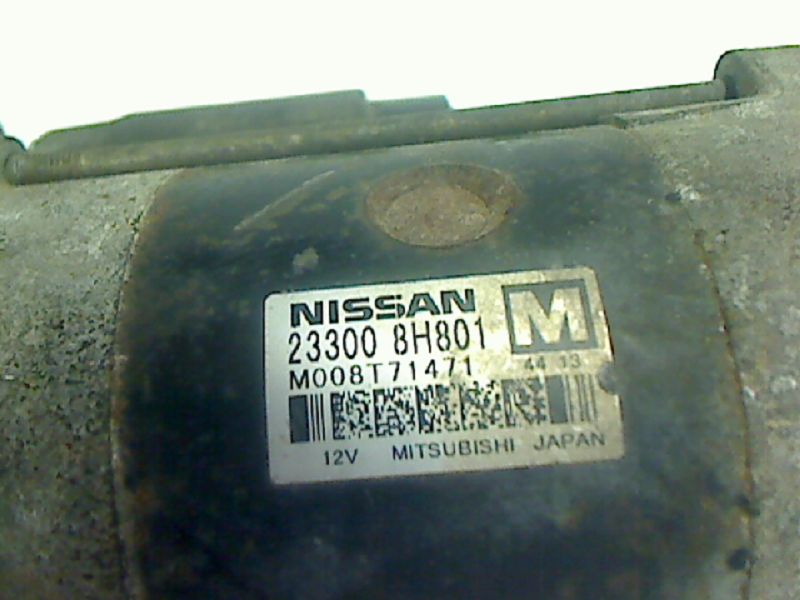 NISSAN M
23300 8H801
M008T71471 44 13
12V MITSUBISHI JAPAN